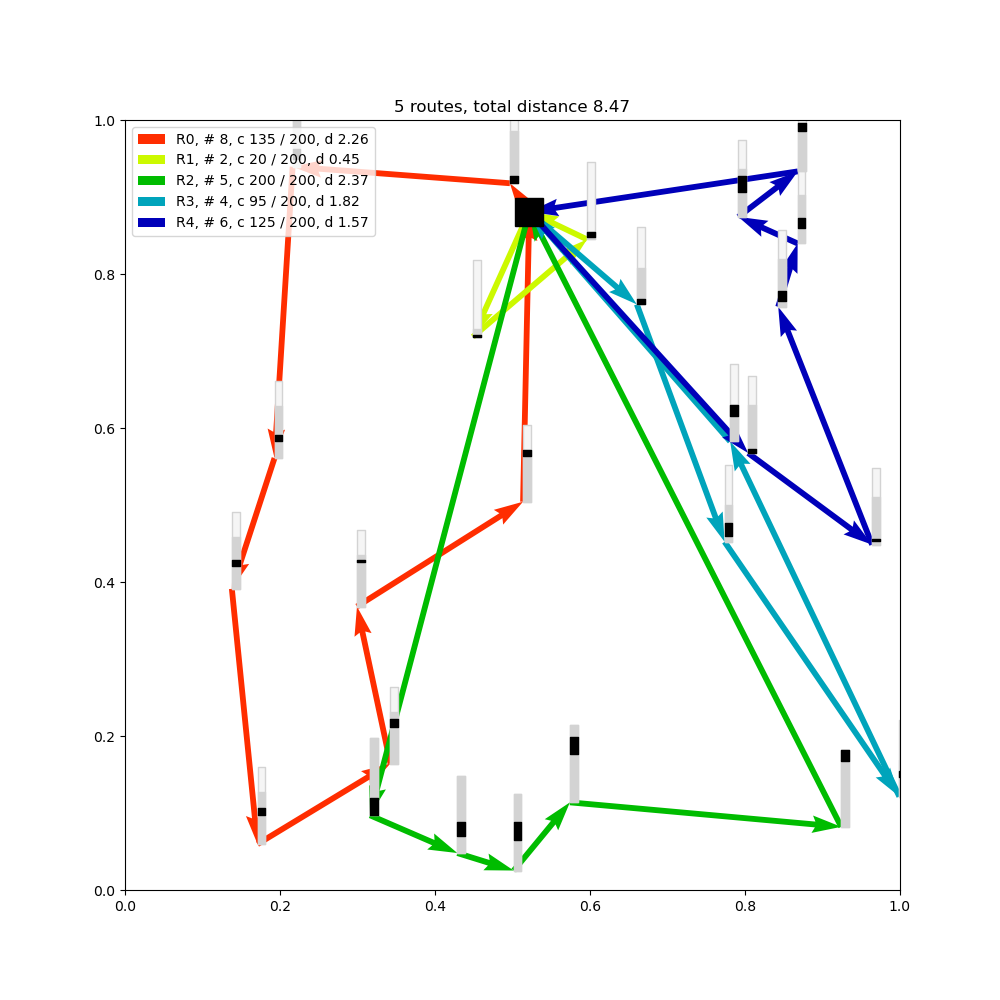 5 routes, total distance 8.47
R0, # 8, c 135 / 200, d 2.26
R1, # 2, c 20 / 200, d 0.45
R2, # 5, c 200 / 200, d 2.37
R3, # 4, c 95 / 200, d 1.82
R4, # 6, c 125 / 200, d 1.57
1.0
0.8
0.6
0.4
0.2
0.0
0.0 0.2 0.4 0.6 0.8 1.0